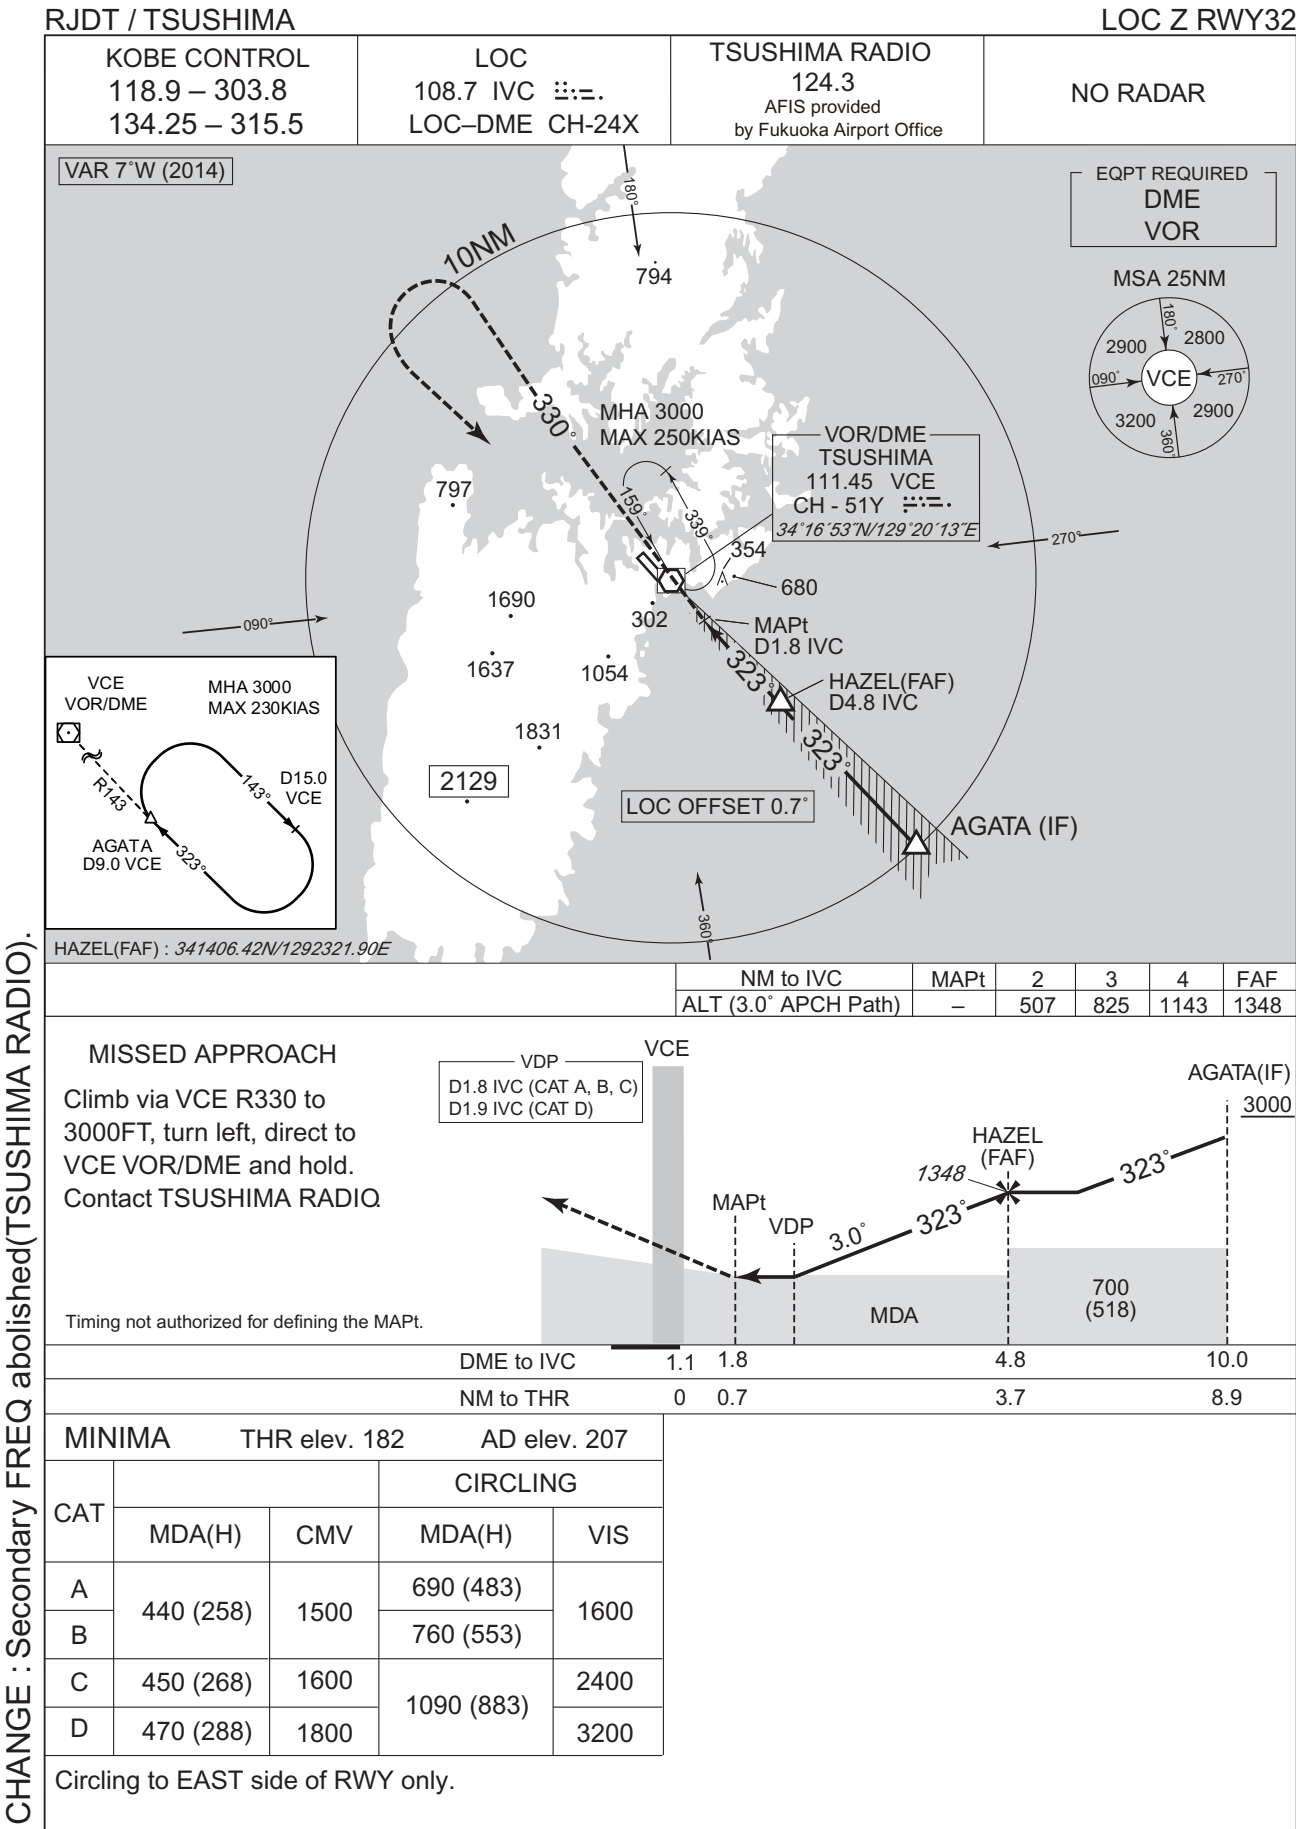 RJDT / TSUSHIMA
LOC Z RWY32
KOBE CONTROL
118.9 – 303.8
134.25 – 315.5
LOC
108.7 IVC
LOC–DME CH-24X
TSUSHIMA RADIO
124.3
AFIS provided
by Fukuoka Airport Office
NO RADAR
VAR 7°W (2014)
EQPT REQUIRED
DME
VOR
MSA 25NM
180°
2900
2800
090°
VCE
270°
3200
2900
360°
180°
10NM
794
330°
MHA 3000
MAX 250KIAS
VOR/DME
TSUSHIMA
111.45 VCE
CH - 51Y
34°16´53˝N/129°20´13˝E
797
159°
339°
354
270°
680
1690
302
090°
MAPt
D1.8 IVC
1637
1054
323°
HAZEL(FAF)
D4.8 IVC
1831
323°
2129
LOC OFFSET 0.7°
AGATA (IF)
360°
VCE
VOR/DME
MHA 3000
MAX 230KIAS
R143
143°
D15.0
VCE
AGATA
D9.0 VCE
323°
HAZEL(FAF) : 341406.42N/1292321.90E
NM to IVC MAPt 2 3 4 FAF
ALT (3.0° APCH Path) – 507 825 1143 1348
MISSED APPROACH
Climb via VCE R330 to
3000FT, turn left, direct to
VCE VOR/DME and hold.
Contact TSUSHIMA RADIO.
Timing not authorized for defining the MAPt.
VDP
D1.8 IVC (CAT A, B, C)
D1.9 IVC (CAT D)
VCE
AGATA(IF)
3000
HAZEL
(FAF)
1348
323°
MAPt
VDP
3.0°
323°
MDA
700
(518)
DME to IVC 1.1 1.8 4.8 10.0
NM to THR 0 0.7 3.7 8.9
MINIMA THR elev. 182 AD elev. 207
CAT
CIRCLING
MDA(H) CMV MDA(H) VIS
A 440 (258) 1500 690 (483) 1600
B 760 (553)
C 450 (268) 1600 1090 (883) 2400
D 470 (288) 1800 3200
Circling to EAST side of RWY only.
CHANGE : Secondary FREQ abolished(TSUSHIMA RADIO).